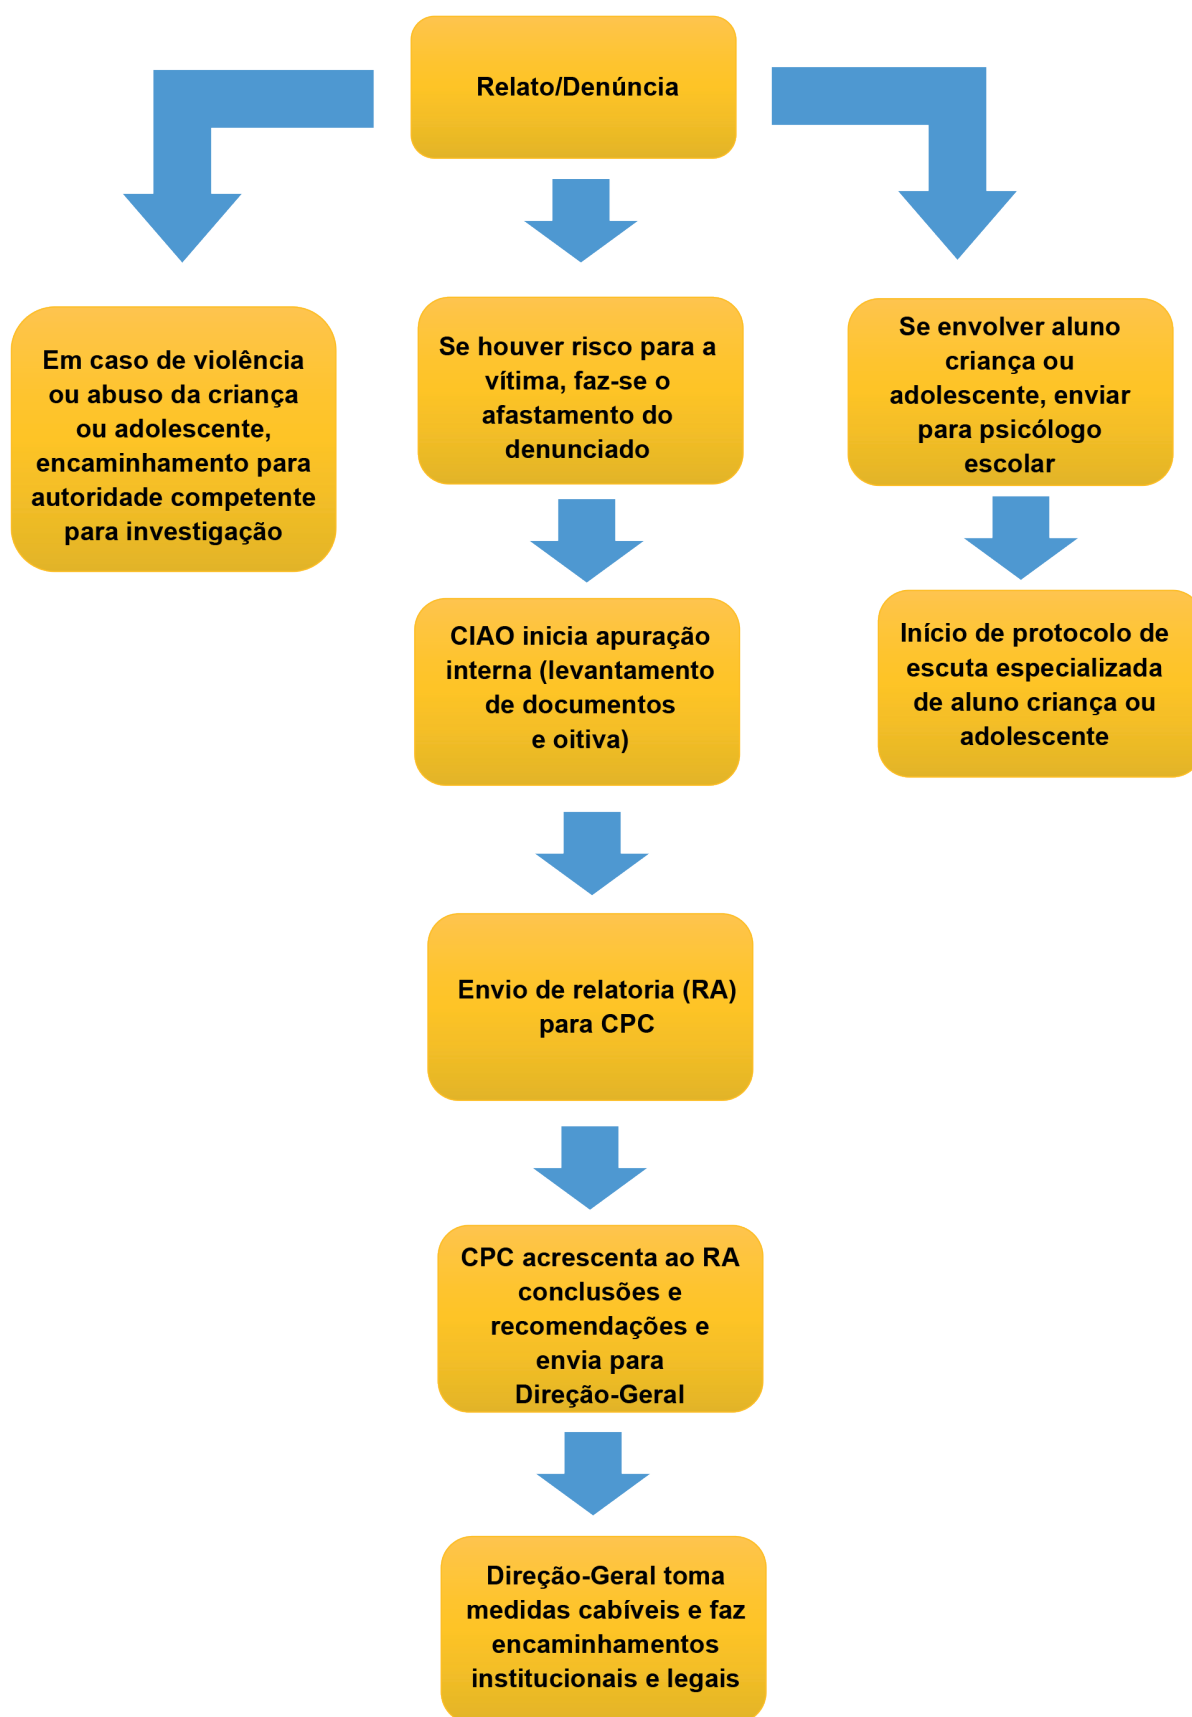 Relato/Denúncia
Em caso de violência
ou abuso da criança
ou adolescente,
encaminhamento para
autoridade competente
para investigação
Se houver risco para a
vítima, faz-se o
afastamento do
denunciado
Se envolver aluno
criança ou
adolescente, enviar
para psicólogo
escolar
CIAO inicia apuração
interna (levantamento
de documentos
e oitiva)
Início de protocolo de
escuta especializada
de aluno criança ou
adolescente
Envio de relatoria (RA)
para CPC
CPC acrescenta ao RA
conclusões e
recomendações e
envia para
Direção-Geral
Direção-Geral toma
medidas cabíveis e faz
encaminhamentos
institucionais e legais